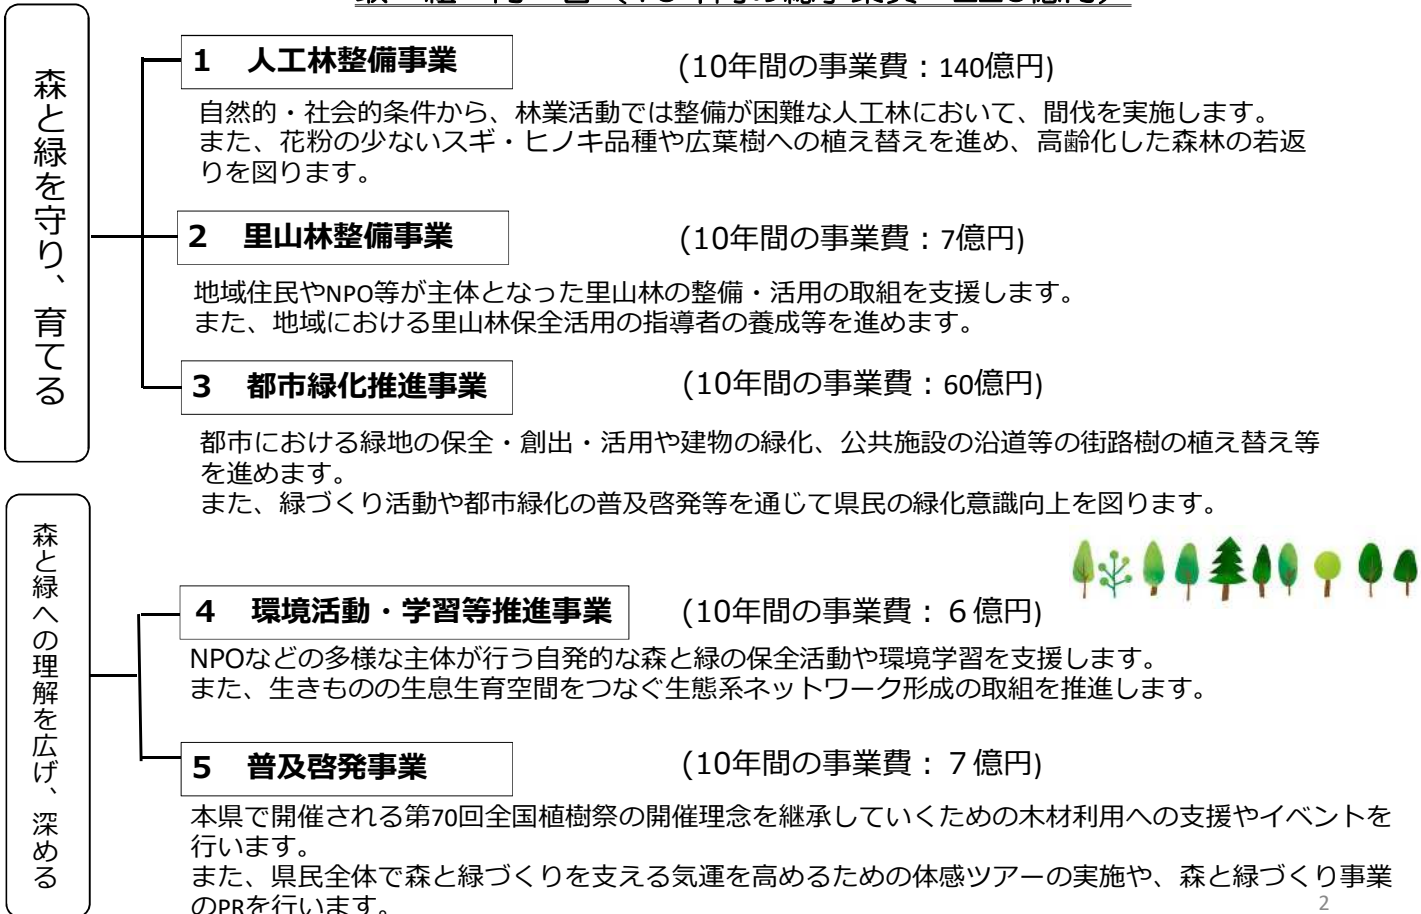 森と緑を守り、育てる
1 人工林整備事業 (10年間の事業費：140億円)
自然的・社会的条件から、林業活動では整備が困難な人工林において、間伐を実施します。
また、花粉の少ないスギ・ヒノキ品種や広葉樹への植え替えを進め、高齢化した森林の若返
りを図ります。
2 里山林整備事業 (10年間の事業費：7億円)
地域住民やNPO等が主体となった里山林の整備・活用の取組を支援します。
また、地域における里山林保全活用の指導者の養成等を進めます。
3 都市緑化推進事業 (10年間の事業費：60億円)
都市における緑地の保全・創出・活用や建物の緑化、公共施設の沿道等の街路樹の植え替え等
を進めます。
また、緑づくり活動や都市緑化の普及啓発等を通じて県民の緑化意識向上を図ります。
森と緑への理解を広げ、深める
4 環境活動・学習等推進事業 (10年間の事業費：６億円)
NPOなどの多様な主体が行う自発的な森と緑の保全活動や環境学習を支援します。
また、生きものの生息生育空間をつなぐ生態系ネットワーク形成の取組を推進します。
5 普及啓発事業 (10年間の事業費：７億円)
本県で開催される第70回全国植樹祭の開催理念を継承していくための木材利用への支援やイベントを
行います。
また、県民全体で森と緑づくりを支える気運を高めるための体感ツアーの実施や、森と緑づくり事業
のPRを行います。
2